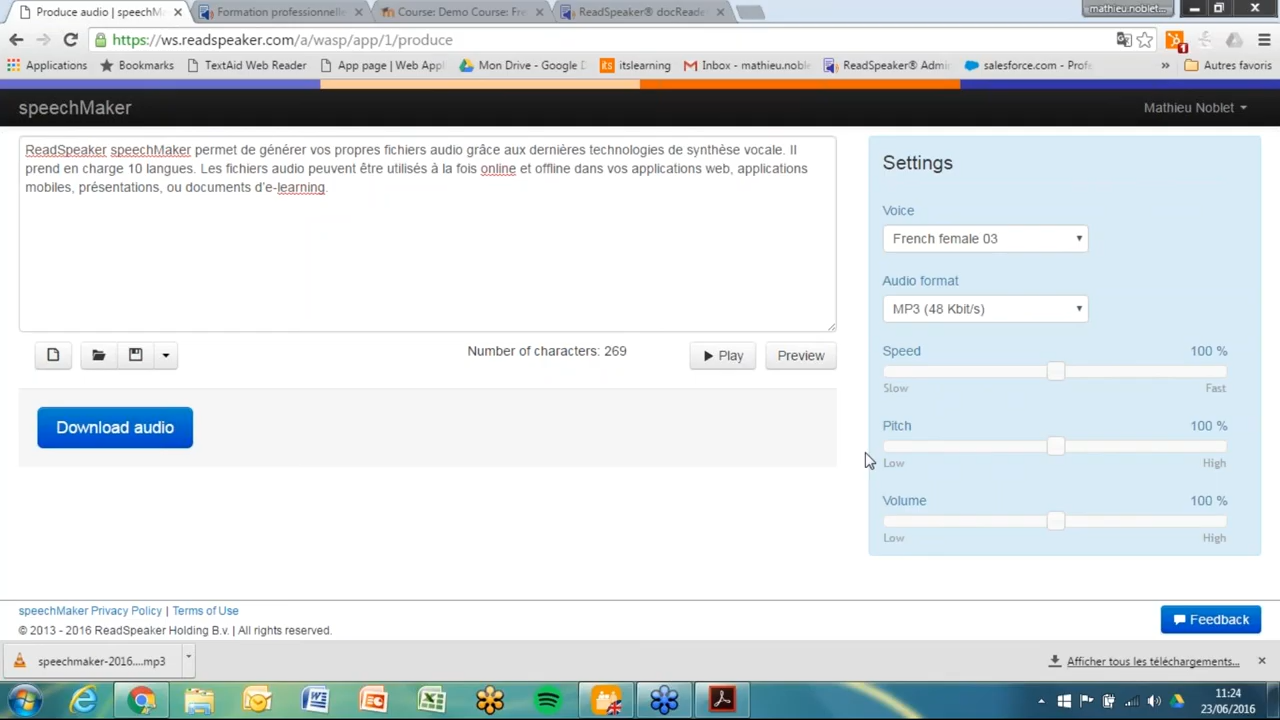 Produce audio | speechM
Formation professionnelle
Course: Demo Course: Fre
ReadSpeaker® docReade
mathieu.noblet...
https://ws.readspeaker.com/a/wasp/app/1/produce
1
Applications
Bookmarks
TextAid Web Reader
App page | Web Appl
Mon Drive - Google D
its
itslearning
Inbox - mathieu.noble
ReadSpeaker® Admin
salesforce.com - Profe
»
Autres favoris
speechMaker
Mathieu Noblet
ReadSpeaker speechMaker permet de générer vos propres fichiers audio grâce aux dernières technologies de synthèse vocale. Il
prend en charge 10 langues. Les fichiers audio peuvent être utilisés à la fois online et offline dans vos applications web, applications
mobiles, présentations, ou documents d'e-learning.
Number of characters: 269
Play
Preview
Download audio
Settings
Voice
French female 03
Audio format
MP3 (48 Kbit/s)
Speed
100 %
Slow
Fast
Pitch
100 %
Low
High
Volume
100 %
Low
High
speechMaker Privacy Policy | Terms of Use
© 2013 - 2016 ReadSpeaker Holding B.v. | All rights reserved.
Feedback
speechmaker-2016....mp3
Afficher tous les téléchargements...
11:24
23/06/2016